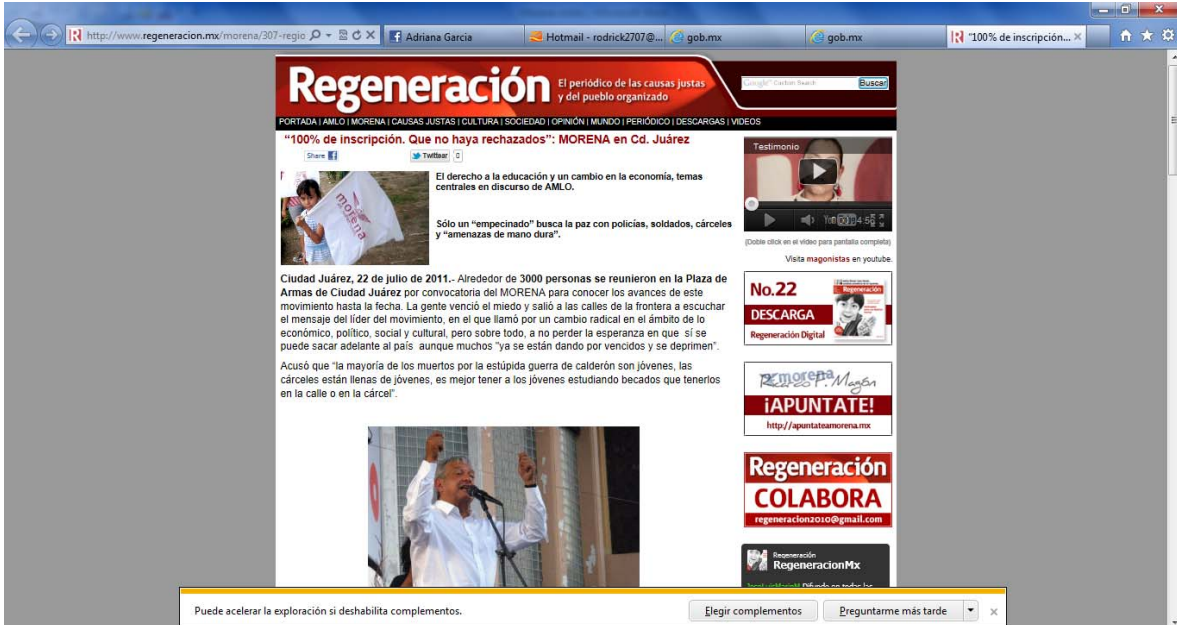 http://www.regeneracion.mx/morena/307-regio
Adriana Garcia
Hotmail - rodrick2707@...
gob.mx
gob.mx
"100% de inscripción...
Regeneración
El periódico de las causas justas
y del pueblo organizado
Buscar
PORTADA | AMLO | MORENA | CAUSAS JUSTAS | CULTURA | SOCIEDAD | OPINIÓN | MUNDO | PERIÓDICO | DESCARGAS | VIDEOS
"100% de inscripción. Que no haya rechazados": MORENA en Cd. Juárez
Share
Twittear
0
morena
El derecho a la educación y un cambio en la economía, temas
centrales en discurso de AMLO.
Sólo un "empecinado" busca la paz con policías, soldados, cárceles
y "amenazas de mano dura".
Ciudad Juárez, 22 de julio de 2011.- Alrededor de 3000 personas se reunieron en la Plaza de
Armas de Ciudad Juárez por convocatoria del MORENA para conocer los avances de este
movimiento hasta la fecha. La gente venció el miedo y salió a las calles de la frontera a escuchar
el mensaje del líder del movimiento, en el que llamó por un cambio radical en el ámbito de lo
económico, político, social y cultural, pero sobre todo, a no perder la esperanza en que sí se
puede sacar adelante al país aunque muchos "ya se están dando por vencidos y se deprimen".
Acusó que "la mayoría de los muertos por la estúpida guerra de calderón son jóvenes, las
cárceles están llenas de jóvenes, es mejor tener a los jóvenes estudiando becados que tenerlos
en la calle o en la cárcel".
Testimonio
(Doble click en el video para pantalla completa)
Visita magonistas en youtube.
No.22
DESCARGA
Regeneración Digital
Regeneración
morena
¡APUNTATE!
http://apuntateamorena.mx
Regeneración
COLABORA
regeneracion2010@gmail.com
Regeneración
RegeneracionMx
Puede acelerar la exploración si deshabilita complementos.
Elegir complementos
Preguntarme más tarde